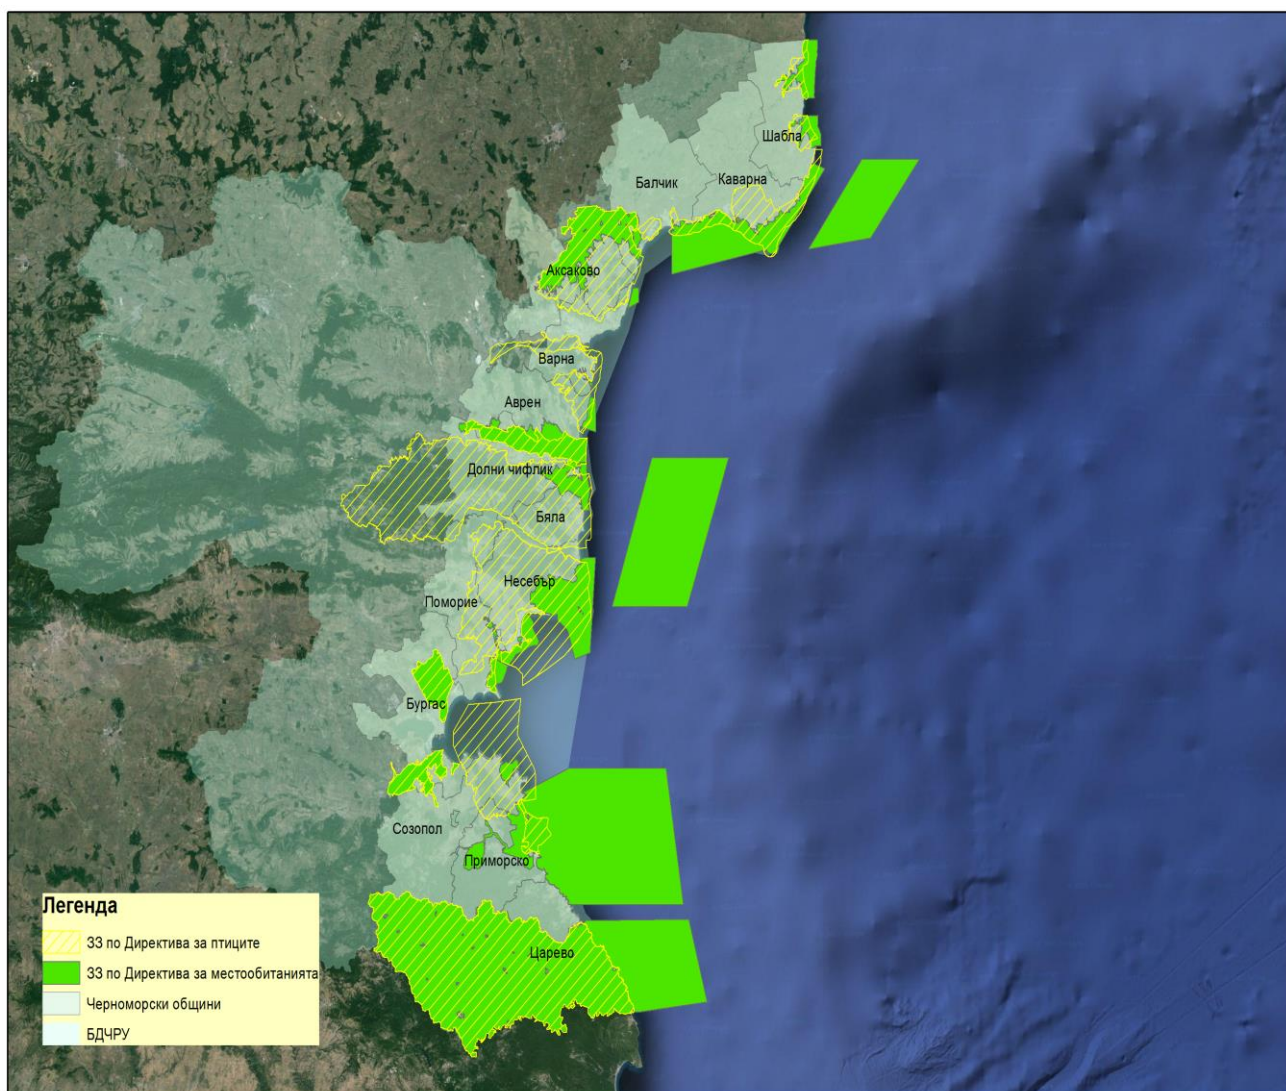 Шабла
Балчик
Каварна
Аксаково
Варна
Аврен
Долни чифлик
Бяла
Несебър
Поморие
Бургас
Созопол
Приморско
Царево
Легенда
ЗЗ по Директива за птиците
ЗЗ по Директива за местообитанията
Черноморски общини
БДЧРУ